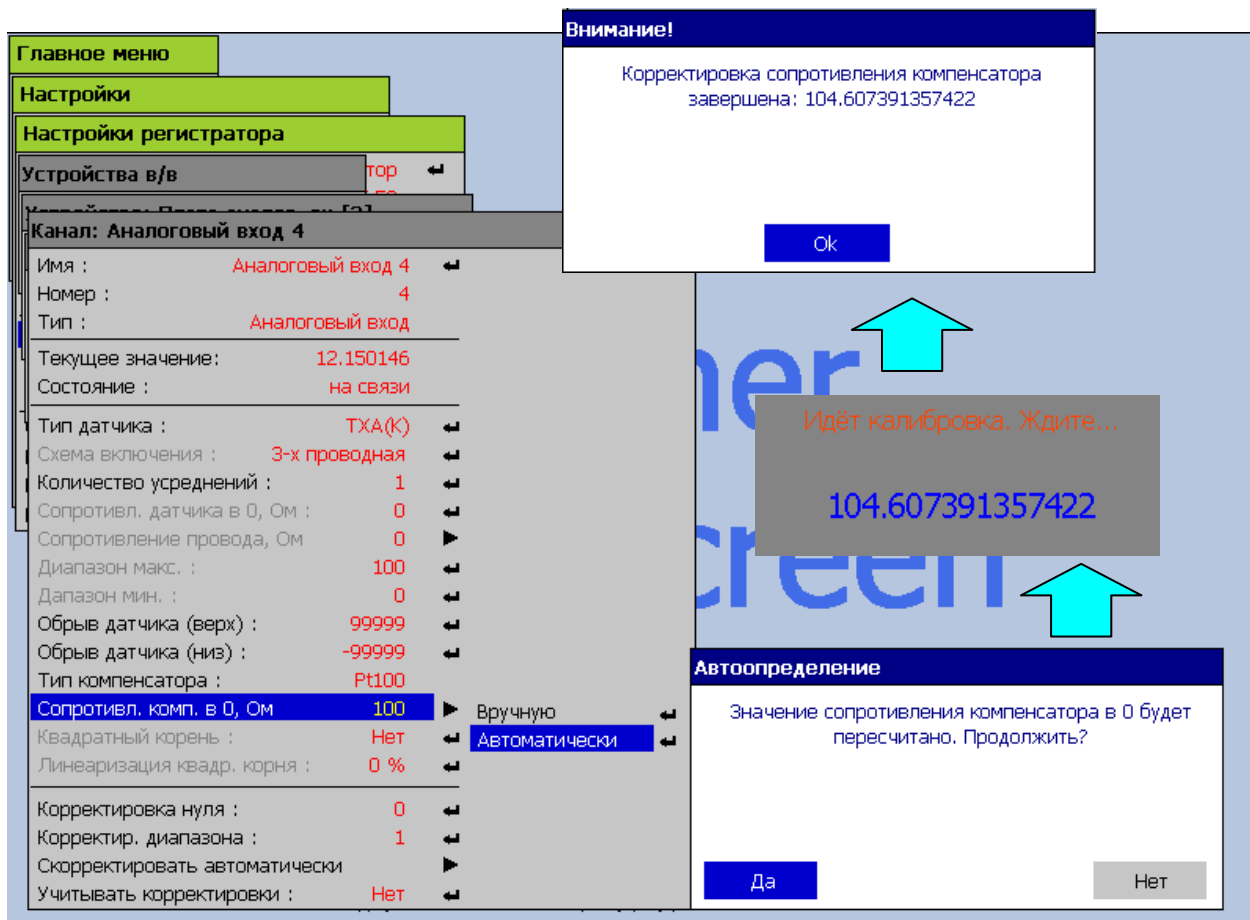 Внимание!
Корректировка сопротивления компенсатора
завершена: 104.607391357422
Ok
Главное меню
Настройки
Настройки регистратора
Устройства в/в
Канал: Аналоговый вход 4
Имя : Аналоговый вход 4
Номер : 4
Тип : Аналоговый вход
Текущее значение: 12.150146
Состояние : на связи
Тип датчика : ТХА(К)
Схема включения : 3-х проводная
Количество усреднений : 1
Сопротивл. датчика в 0, Ом : 0
Сопротивление провода, Ом 0
Диапазон макс. : 100
Дапазон мин. : 0
Обрыв датчика (верх) : 99999
Обрыв датчика (низ) : -99999
Тип компенсатора : Pt100
Сопротивл. комп. в 0, Ом 100
Квадратный корень : Нет
Линеаризация квадр. корня : 0 %
Корректировка нуля : 0
Корректир. диапазона : 1
Скорректировать автоматически
Учитывать корректировки : Нет
Вручную
Автоматически
Идёт калибровка. Ждите...
104.607391357422
Автоопределение
Значение сопротивления компенсатора в 0 будет
пересчитано. Продолжить?
Да Нет